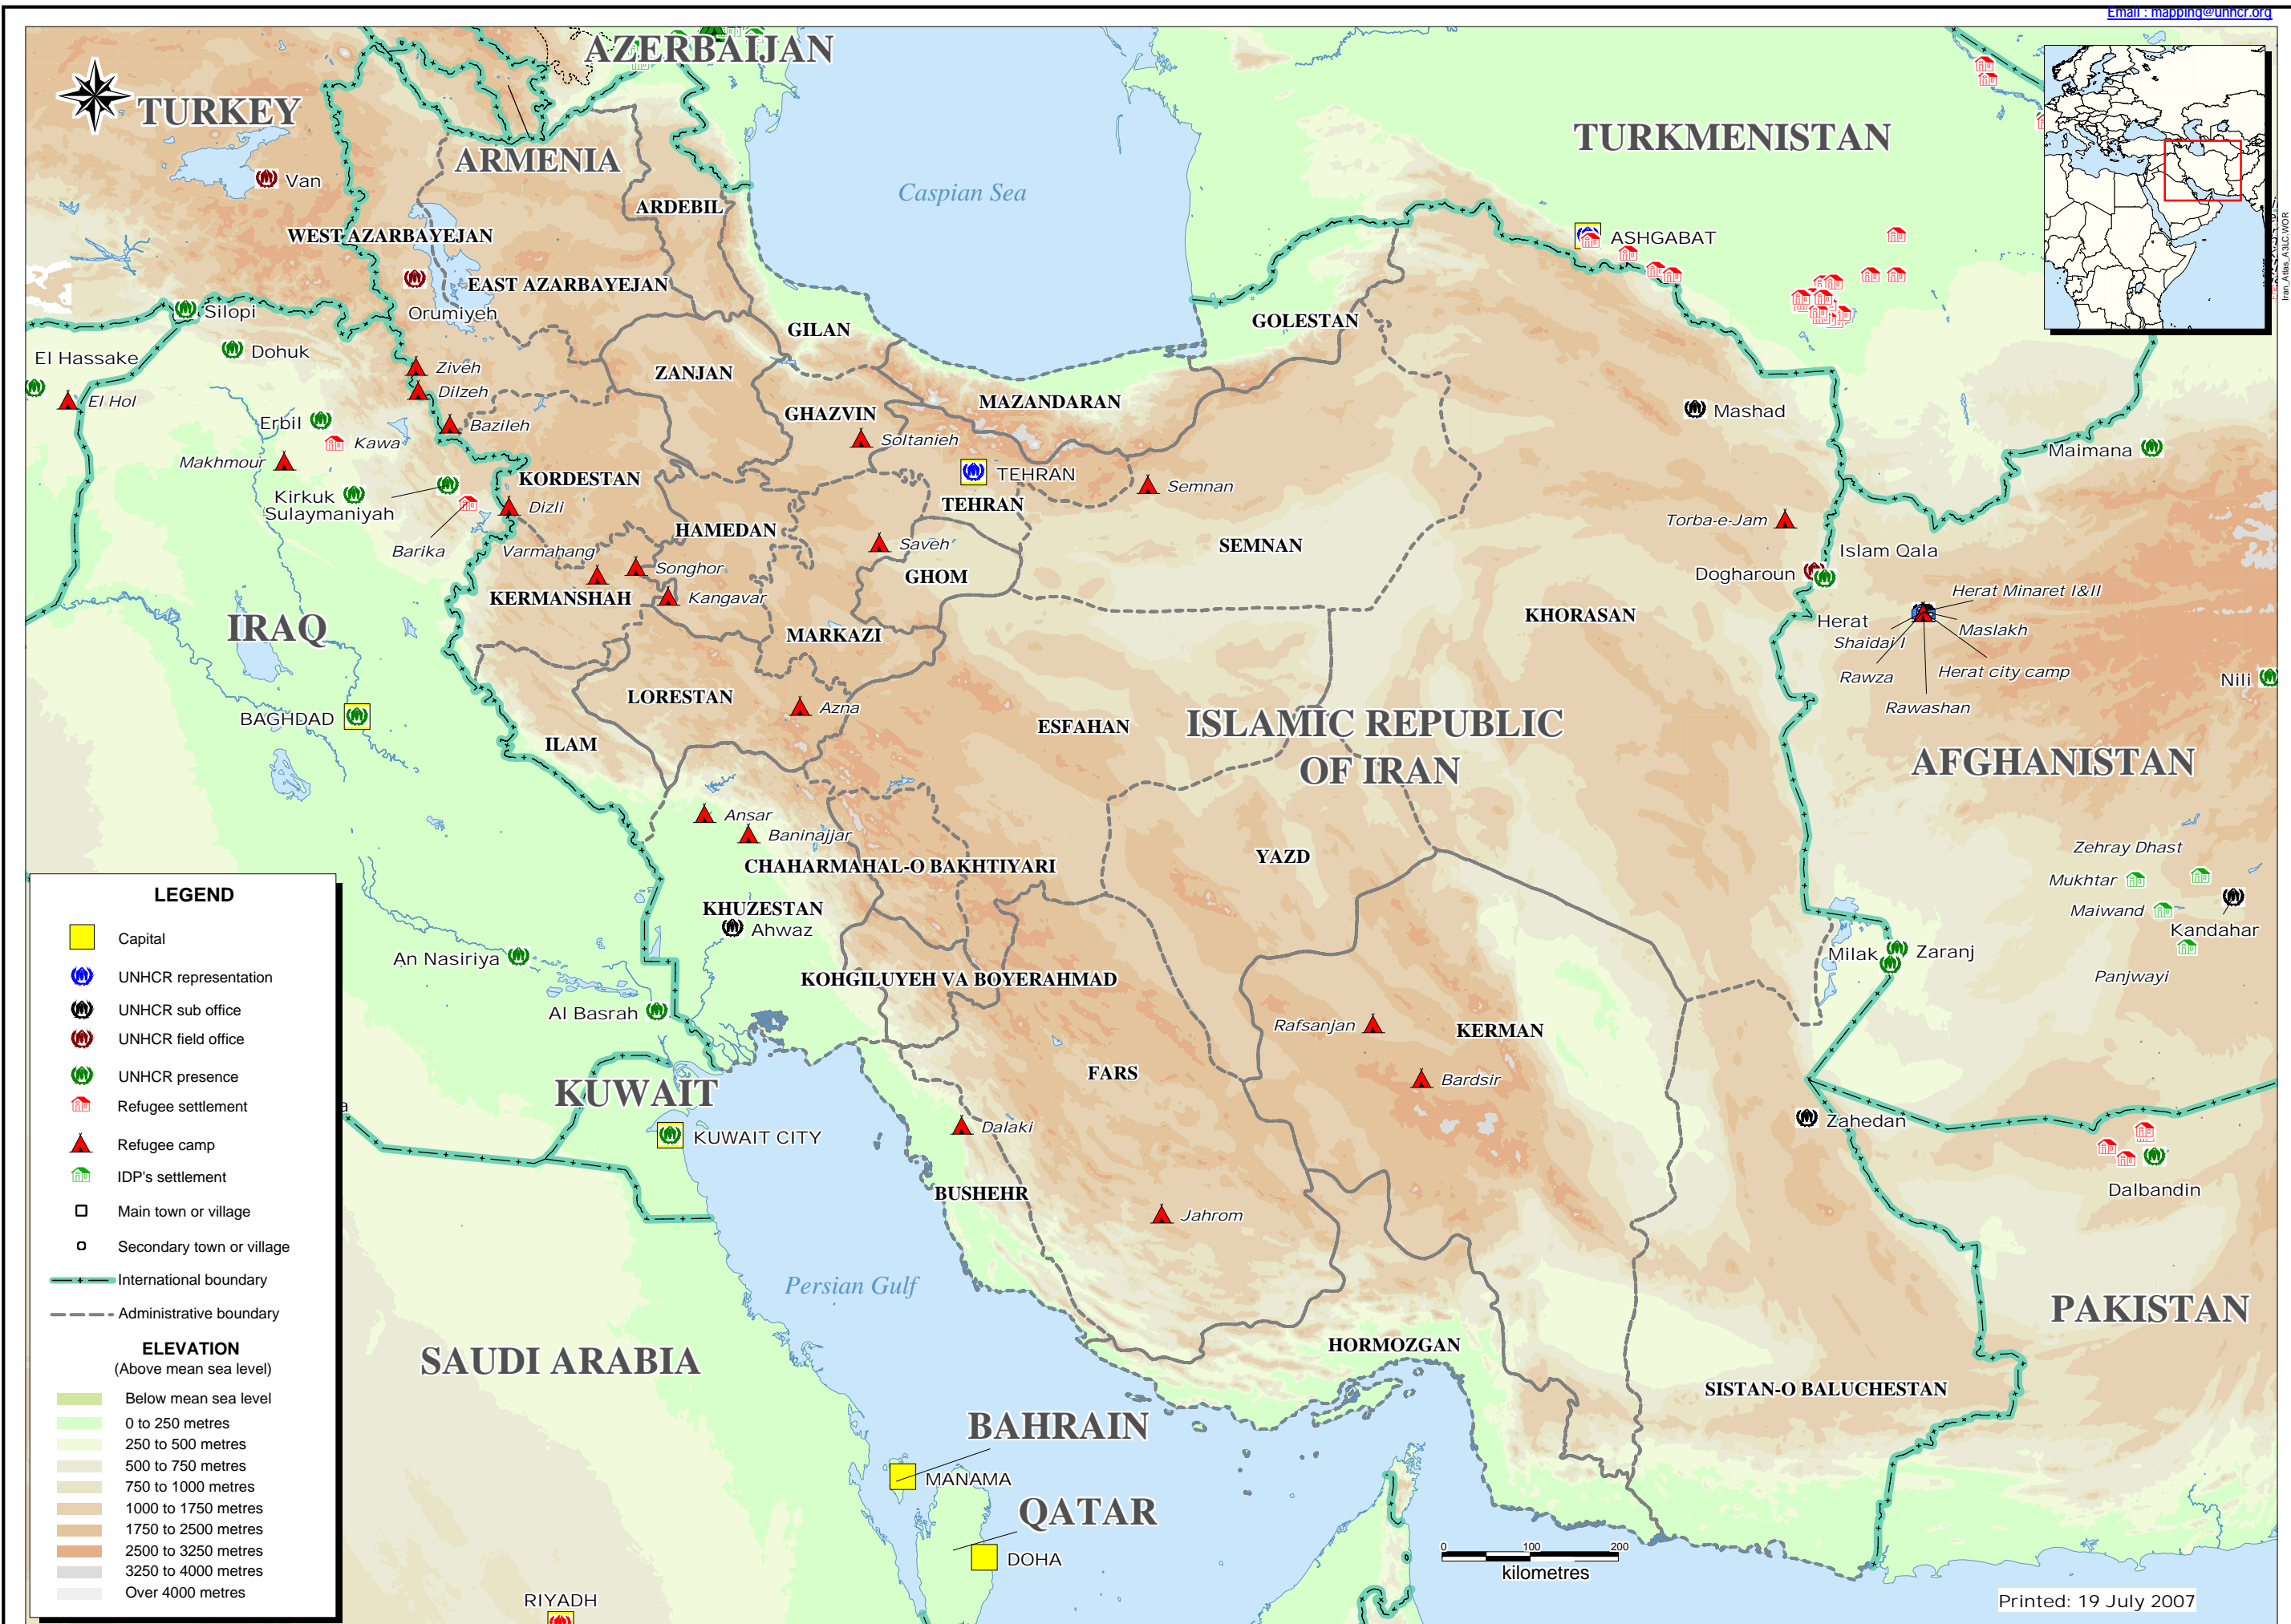 Email : mapping@unhcr.org
AZERBAIJAN
TURKEY
ARMENIA
TURKMENISTAN
Caspian Sea
Van
ARDEBIL
WEST AZARBAYEJAN
ASHGABAT
EAST AZARBAYEJAN
Iran_Atlas_A3LC.WOR
Silopi
Orumiyeh
GILAN
GOLESTAN
El Hassake
Dohuk
Ziveh
ZANJAN
Dilzeh
El Hol
MAZANDARAN
GHAZVIN
Mashad
Erbil
Bazileh
Kawa
Soltanieh
Maimana
Makhmour
KORDESTAN
TEHRAN
Semnan
Kirkuk
TEHRAN
Sulaymaniyah
Dizli
Torba-e-Jam
HAMEDAN
Barika
Varmahang
Saveh
SEMNAN
Islam Qala
Songhor
GHOM
Dogharoun
KERMANSHAH
Kangavar
Herat Minaret I&II
KHORASAN
Herat
IRAQ
MARKAZI
Maslakh
Shaidai I
Herat city camp
Rawza
Nili
LORESTAN
Azna
Rawashan
BAGHDAD
ESFAHAN
ISLAMIC REPUBLIC
OF IRAN
ILAM
AFGHANISTAN
Ansar
Baninajjar
Zehray Dhast
YAZD
CHAHARMAHAL-O BAKHTIYARI
Mukhtar
KHUZESTAN
Maiwand
Ahwaz
Kandahar
An Nasiriya
Milak
Zaranj
KOHGILUYEH VA BOYERAHMAD
Panjwayi
Al Basrah
Rafsanjan
KERMAN
FARS
Bardsir
KUWAIT
a
Zahedan
Dalaki
KUWAIT CITY
Dalbandin
BUSHEHR
Jahrom
Persian Gulf
PAKISTAN
HORMOZGAN
SAUDI ARABIA
SISTAN-O BALUCHESTAN
BAHRAIN
MANAMA
QATAR
DOHA
RIYADH
LEGEND
Capital
UNHCR representation
UNHCR sub office
UNHCR field office
UNHCR presence
Refugee settlement
Refugee camp
IDP's settlement
Main town or village
Secondary town or village
International boundary
Administrative boundary
ELEVATION
(Above mean sea level)
Below mean sea level
0 to 250 metres
250 to 500 metres
500 to 750 metres
750 to 1000 metres
1000 to 1750 metres
1750 to 2500 metres
2500 to 3250 metres
3250 to 4000 metres
Over 4000 metres
0 100 200
kilometres
Printed: 19 July 2007